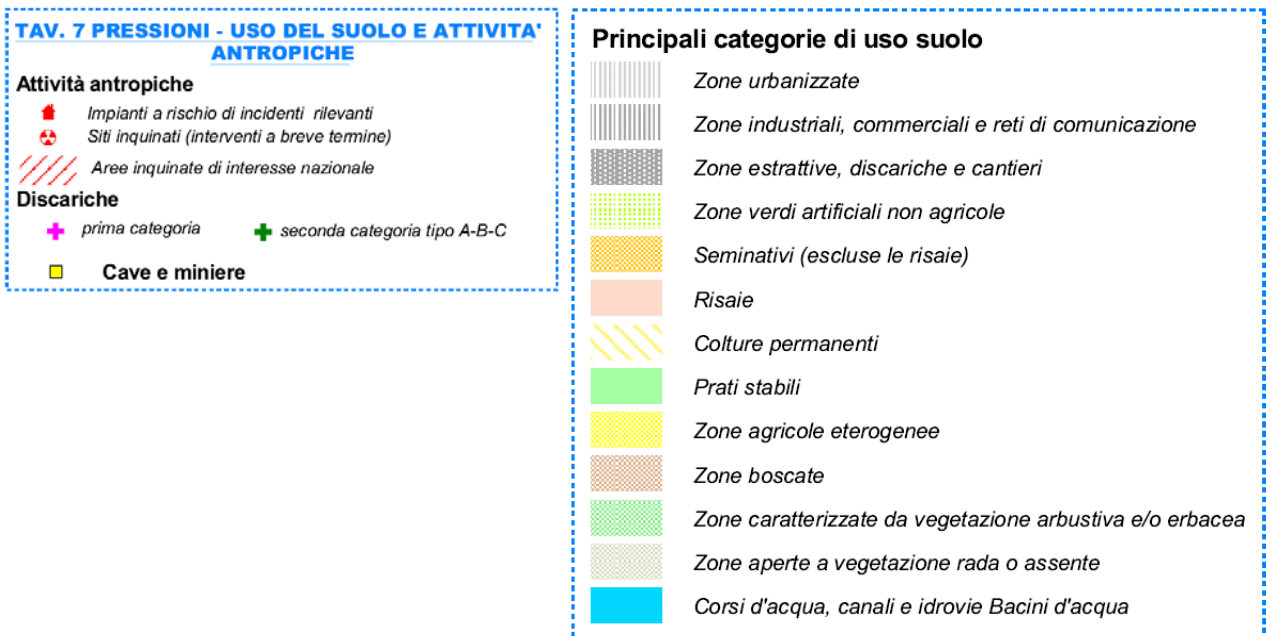 TAV. 7 PRESSIONI - USO DEL SUOLO E ATTIVITA'
ANTROPICHE
Attività antropiche
Impianti a rischio di incidenti rilevanti
Siti inquinati (interventi a breve termine)
Aree inquinate di interesse nazionale
Discariche
prima categoria
seconda categoria tipo A-B-C
Cave e miniere
Principali categorie di uso suolo
Zone urbanizzate
Zone industriali, commerciali e reti di comunicazione
Zone estrattive, discariche e cantieri
Zone verdi artificiali non agricole
Seminativi (escluse le risaie)
Risaie
Colture permanenti
Prati stabili
Zone agricole eterogenee
Zone boscate
Zone caratterizzate da vegetazione arbustiva e/o erbacea
Zone aperte a vegetazione rada o assente
Corsi d'acqua, canali e idrovie Bacini d'acqua